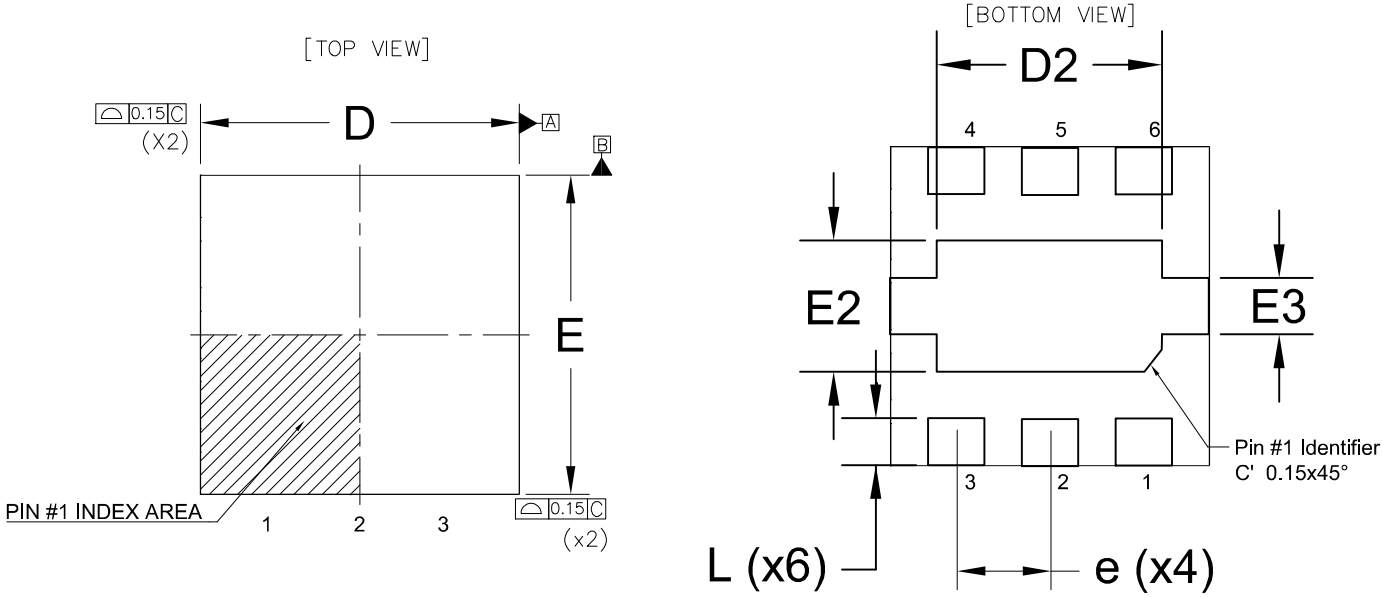 [TOP VIEW]
0.15 C
(X2)
D
A
B
E
PIN #1 INDEX AREA
1 2 3
0.15 C
(x2)
[BOTTOM VIEW]
D2
4 5 6
E2
E3
Pin #1 Identifier
C' 0.15x45°
3 2 1
L (x6)
e (x4)